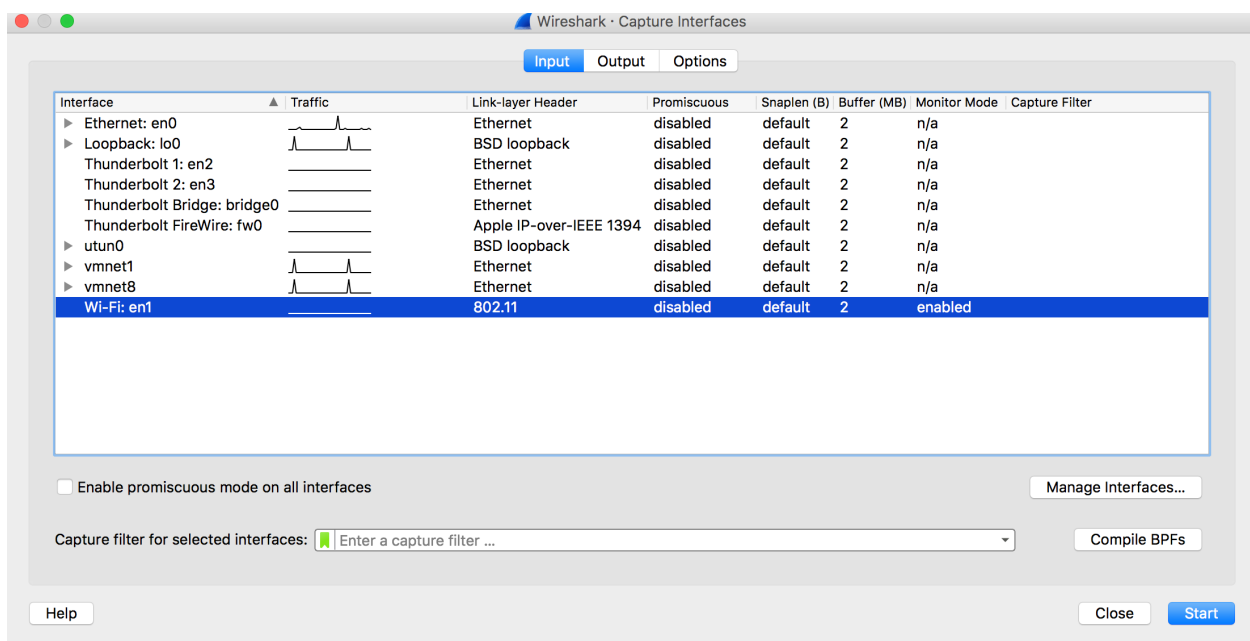 Wireshark · Capture Interfaces
Input Output Options
Interface Traffic Link-layer Header Promiscuous Snaplen (B) Buffer (MB) Monitor Mode Capture Filter
Ethernet: en0 Ethernet disabled default 2 n/a
Loopback: lo0 BSD loopback disabled default 2 n/a
Thunderbolt 1: en2 Ethernet disabled default 2 n/a
Thunderbolt 2: en3 Ethernet disabled default 2 n/a
Thunderbolt Bridge: bridge0 Ethernet disabled default 2 n/a
Thunderbolt FireWire: fw0 Apple IP-over-IEEE 1394 disabled default 2 n/a
utun0 BSD loopback disabled default 2 n/a
vmnet1 Ethernet disabled default 2 n/a
vmnet8 Ethernet disabled default 2 n/a
Wi-Fi: en1 802.11 disabled default 2 enabled
Enable promiscuous mode on all interfaces Manage Interfaces...
Capture filter for selected interfaces: Enter a capture filter ... Compile BPFs
Help Close Start